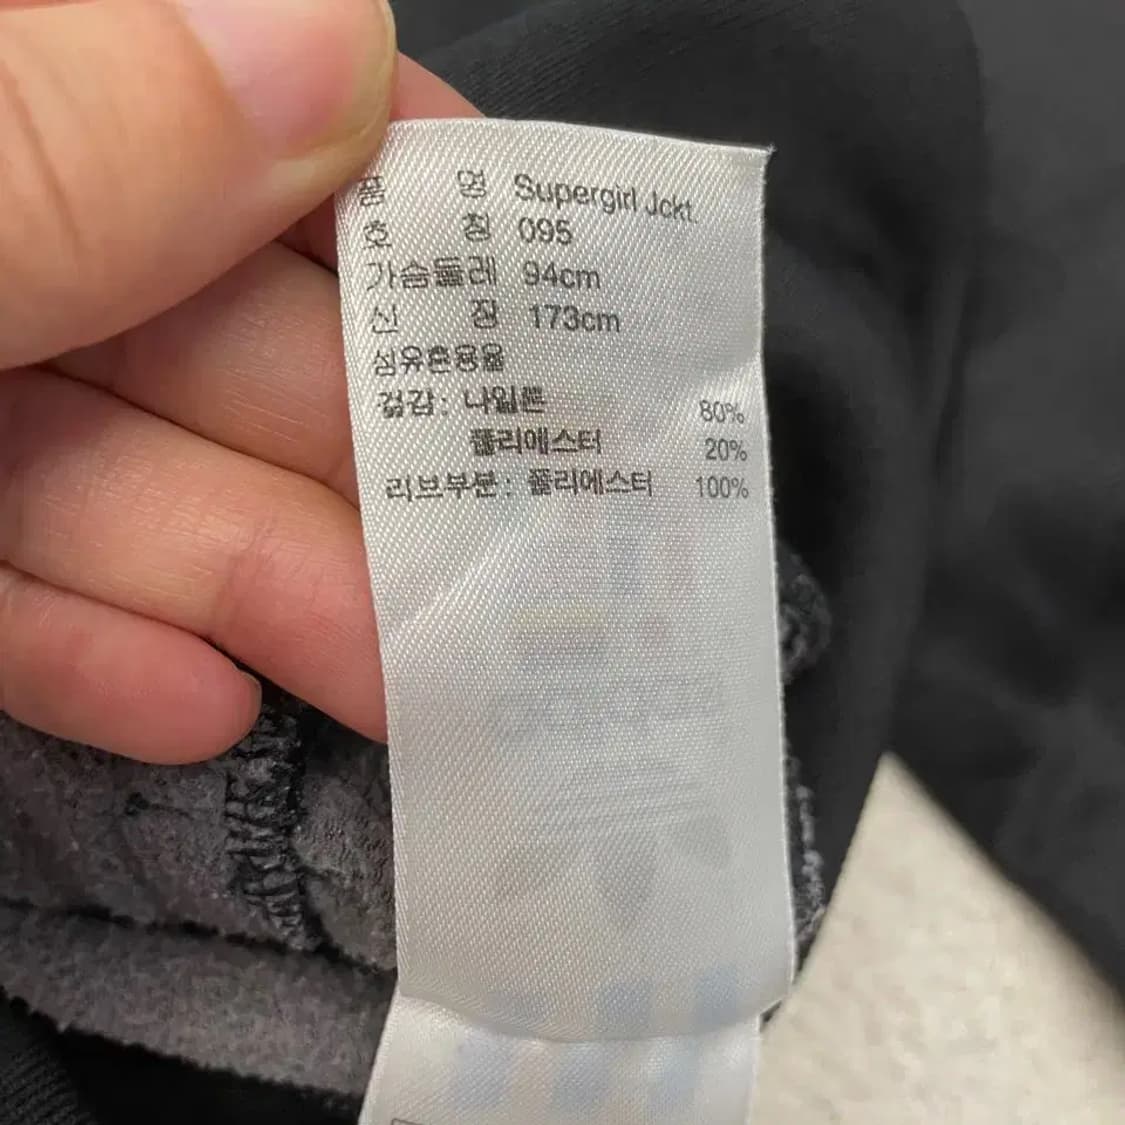 품 명 Supergirl Jckt.
호 칭 095
가슴둘레 94cm
신 장 173cm
섬유혼용율
겉감: 나일론 80%
폴리에스터 20%
리브부분: 폴리에스터 100%